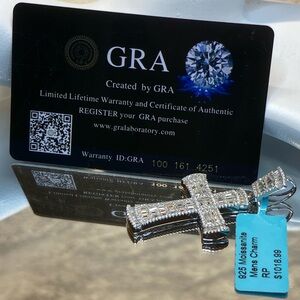 GRA
Created by GRA
Limited Lifetime Warranty and Certificate of Authentic
REGISTER your GRA purchase
www.gralaboratory.com
Warranty ID:GRA 100 161 4251
925 Moissanite
Mens Charm
RP
$1018.99